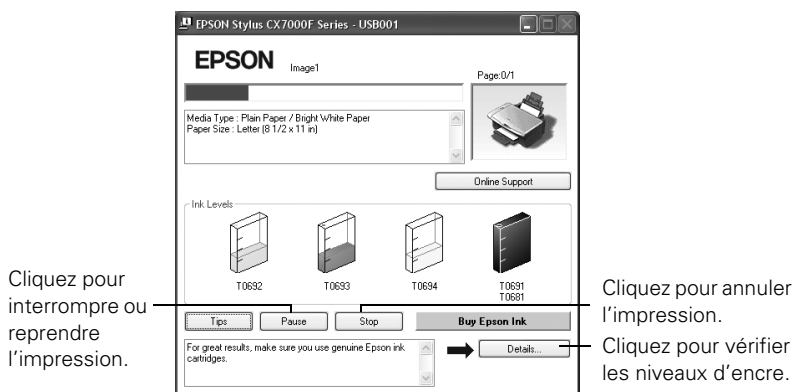 EPSON Stylus CX7000F Series - USB001
EPSON
Image1
Page:0/1
Media Type : Plain Paper / Bright White Paper
Paper Size : Letter (8 1/2 x 11 in)
Online Support
Ink Levels
T0692
T0693
T0694
T0691
T0681
Tips
Pause
Stop
Buy Epson Ink
For great results, make sure you use genuine Epson ink
cartridges.
Details...
Cliquez pour
interrompre ou
reprendre
l’impression.
Cliquez pour annuler
l’impression.
Cliquez pour vérifier
les niveaux d’encre.